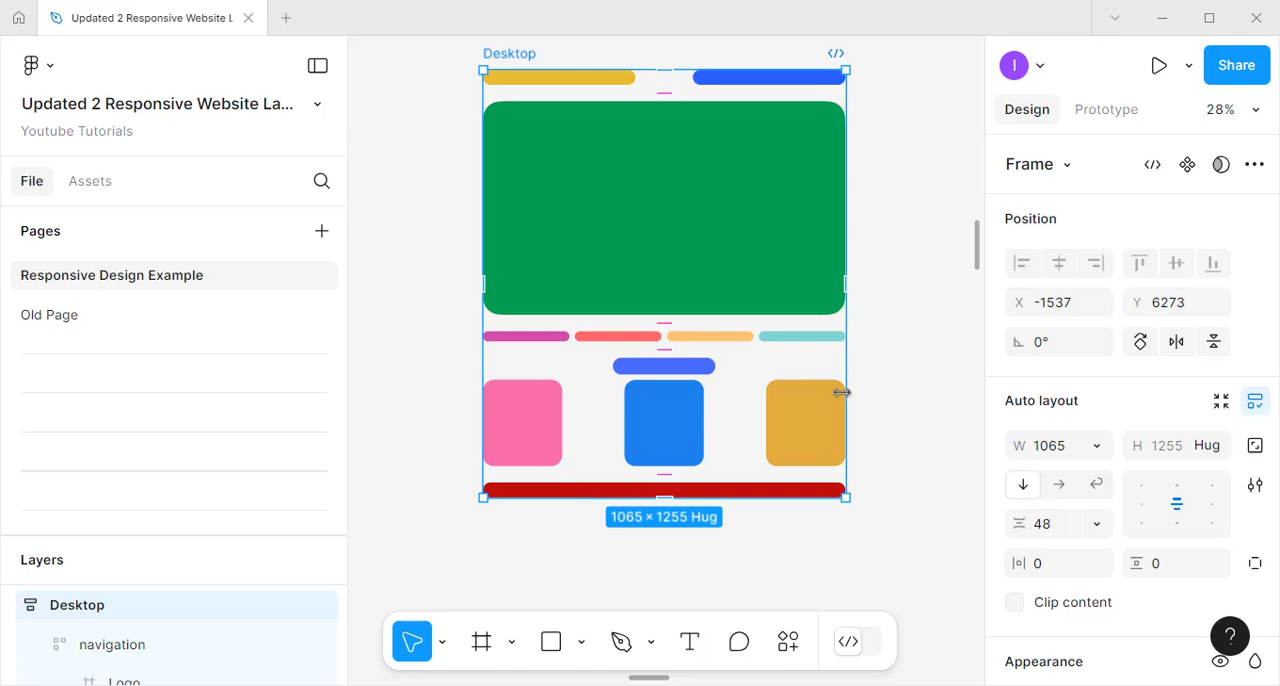 Updated 2 Responsive Website L
Updated 2 Responsive Website La...
Youtube Tutorials
File
Assets
Pages
Responsive Design Example
Old Page
Layers
Desktop
navigation
Logo
Desktop
1065 × 1255 Hug
I
Share
Design
Prototype
28%
Frame
Position
X -1537
Y 6273
0°
Auto layout
W 1065
H 1255 Hug
48
0
0
Clip content
Appearance
?